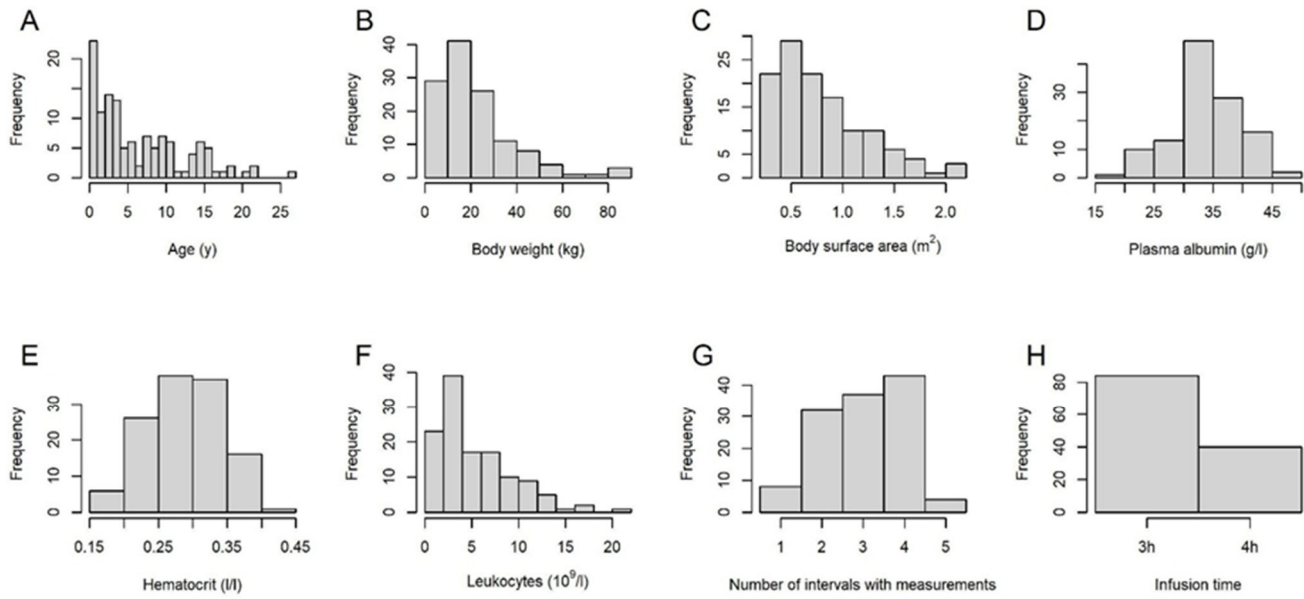 A
Frequency
0 5 10 20
0 5 10 15 20 25
Age (y)
B
Frequency
0 10 20 30 40
0 20 40 60 80
Body weight (kg)
C
Frequency
0 5 15 25
0.5 1.0 1.5 2.0
Body surface area (m²)
D
Frequency
0 10 30
15 25 35 45
Plasma albumin (g/l)
E
Frequency
0 10 20 30
0.15 0.25 0.35 0.45
Hematocrit (l/l)
F
Frequency
0 10 20 30 40
0 5 10 15 20
Leukocytes (10⁹/l)
G
Frequency
0 10 20 30 40
1 2 3 4 5
Number of intervals with measurements
H
Frequency
0 20 40 60 80
3h 4h
Infusion time